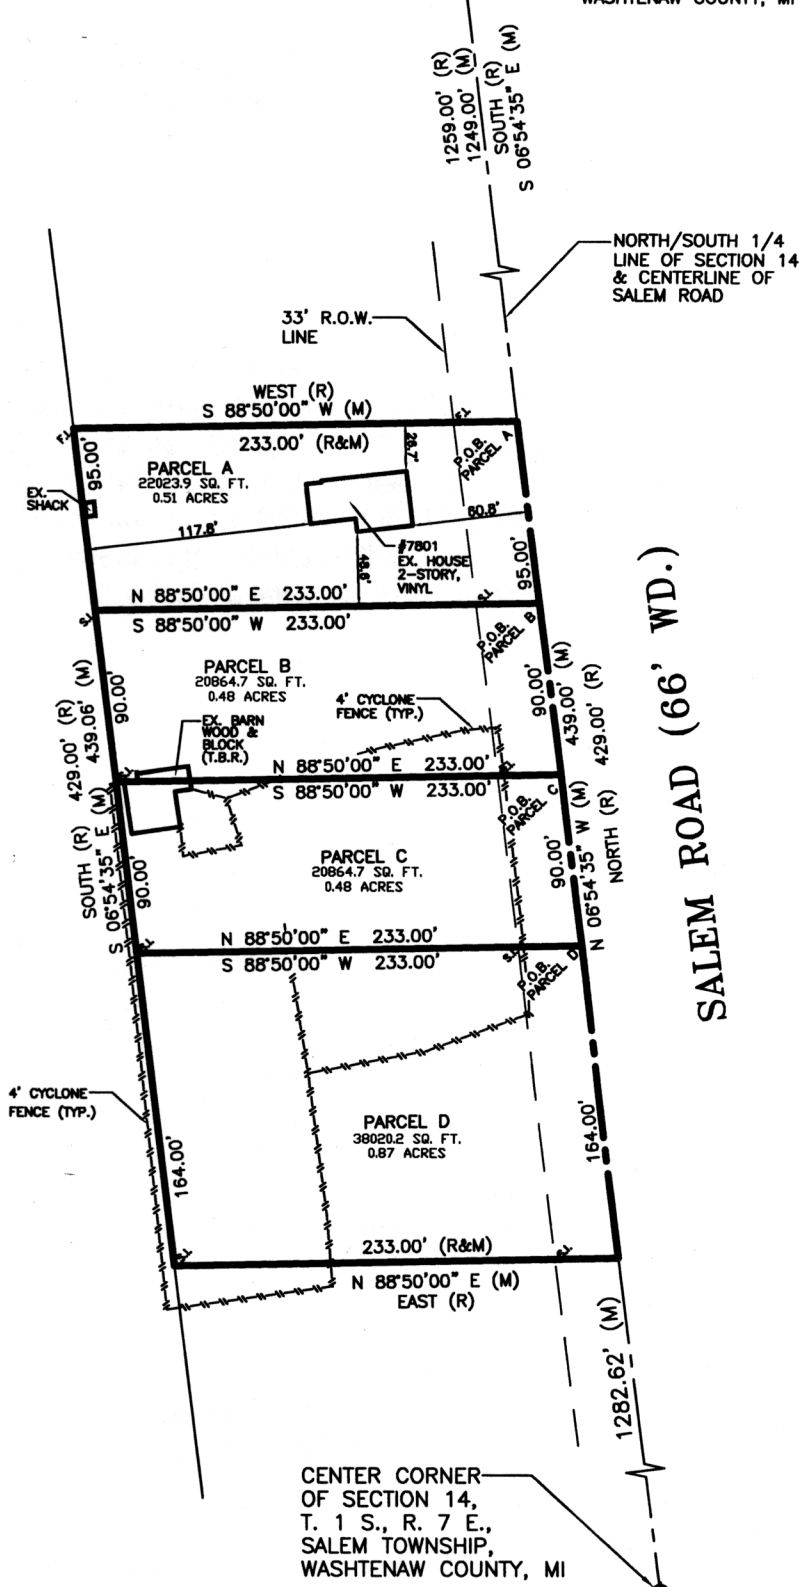 WASHTENAW COUNTY, MI
1259.00' (R)
1249.00' (M)
SOUTH (R)
S 06°54'35" E (M)
NORTH/SOUTH 1/4
LINE OF SECTION 14
& CENTERLINE OF
SALEM ROAD
33' R.O.W.
LINE
WEST (R)
S 88°50'00" W (M)
233.00' (R&M)
F.I.
S.I.
95.00'
PARCEL A
22023.9 SQ. FT.
0.51 ACRES
26.7'
P.O.B.
PARCEL A
EX.
SHACK
117.8'
60.8'
#7801
EX. HOUSE
2-STORY,
VINYL
48.6'
95.00'
N 88°50'00" E 233.00'
S.I.
S.I.
S 88°50'00" W 233.00'
P.O.B.
PARCEL B
PARCEL B
20864.7 SQ. FT.
0.48 ACRES
90.00'
429.00' (R)
439.06' (M)
4' CYCLONE
FENCE (TYP.)
90.00'
439.00' (M)
429.00' (R)
EX. BARN
WOOD &
BLOCK
(T.B.R.)
N 88°50'00" E 233.00'
S.I.
S.I.
S 88°50'00" W 233.00'
P.O.B.
PARCEL C
SOUTH (R)
S 06°54'35" E (M)
90.00'
PARCEL C
20864.7 SQ. FT.
0.48 ACRES
90.00'
N 06°54'35" W (M)
NORTH (R)
SALEM ROAD (66' WD.)
N 88°50'00" E 233.00'
S.I.
S.I.
S 88°50'00" W 233.00'
P.O.B.
PARCEL D
4' CYCLONE
FENCE (TYP.)
PARCEL D
38020.2 SQ. FT.
0.87 ACRES
164.00'
164.00'
233.00' (R&M)
S.I.
S.I.
N 88°50'00" E (M)
EAST (R)
1282.62' (M)
CENTER CORNER
OF SECTION 14,
T. 1 S., R. 7 E.,
SALEM TOWNSHIP,
WASHTENAW COUNTY, MI